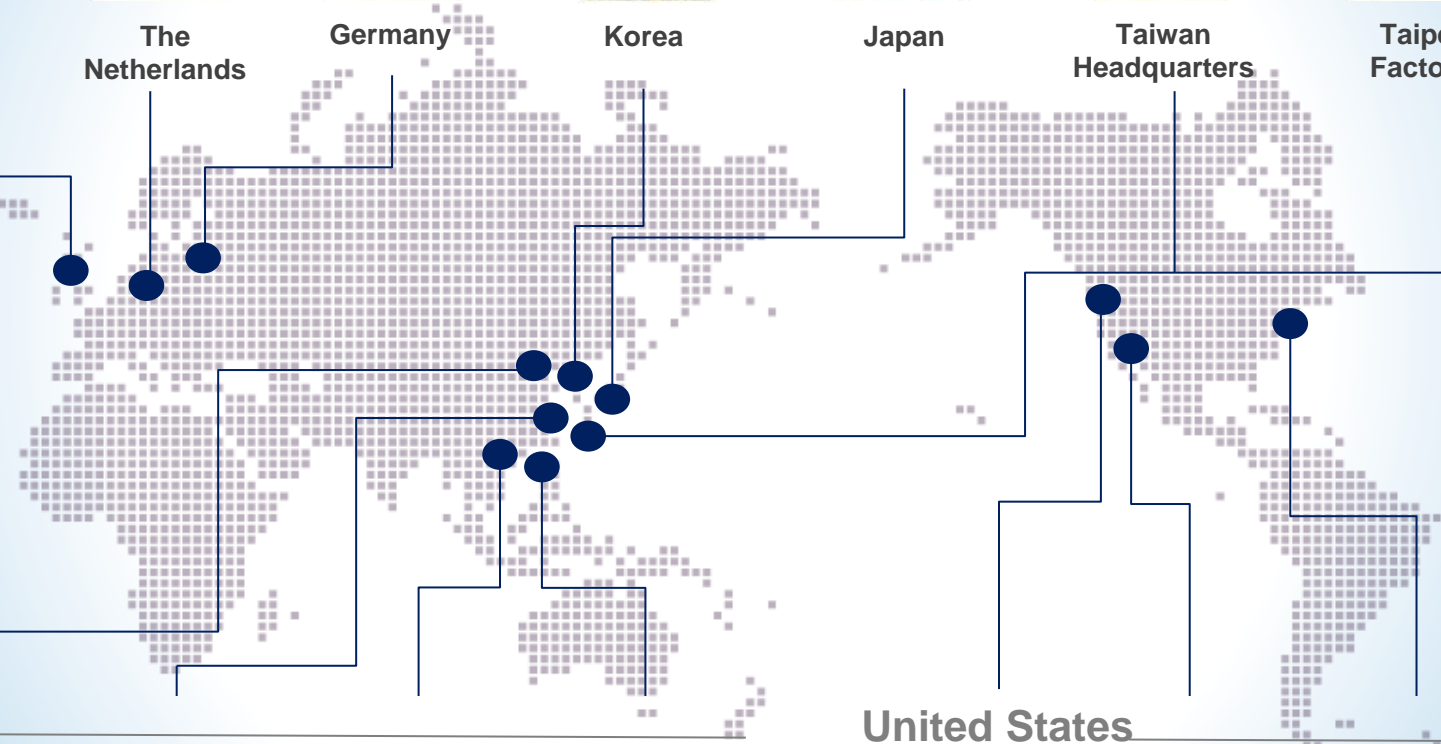 The
Netherlands
Germany
Korea
Japan
Taiwan
Headquarters
United States